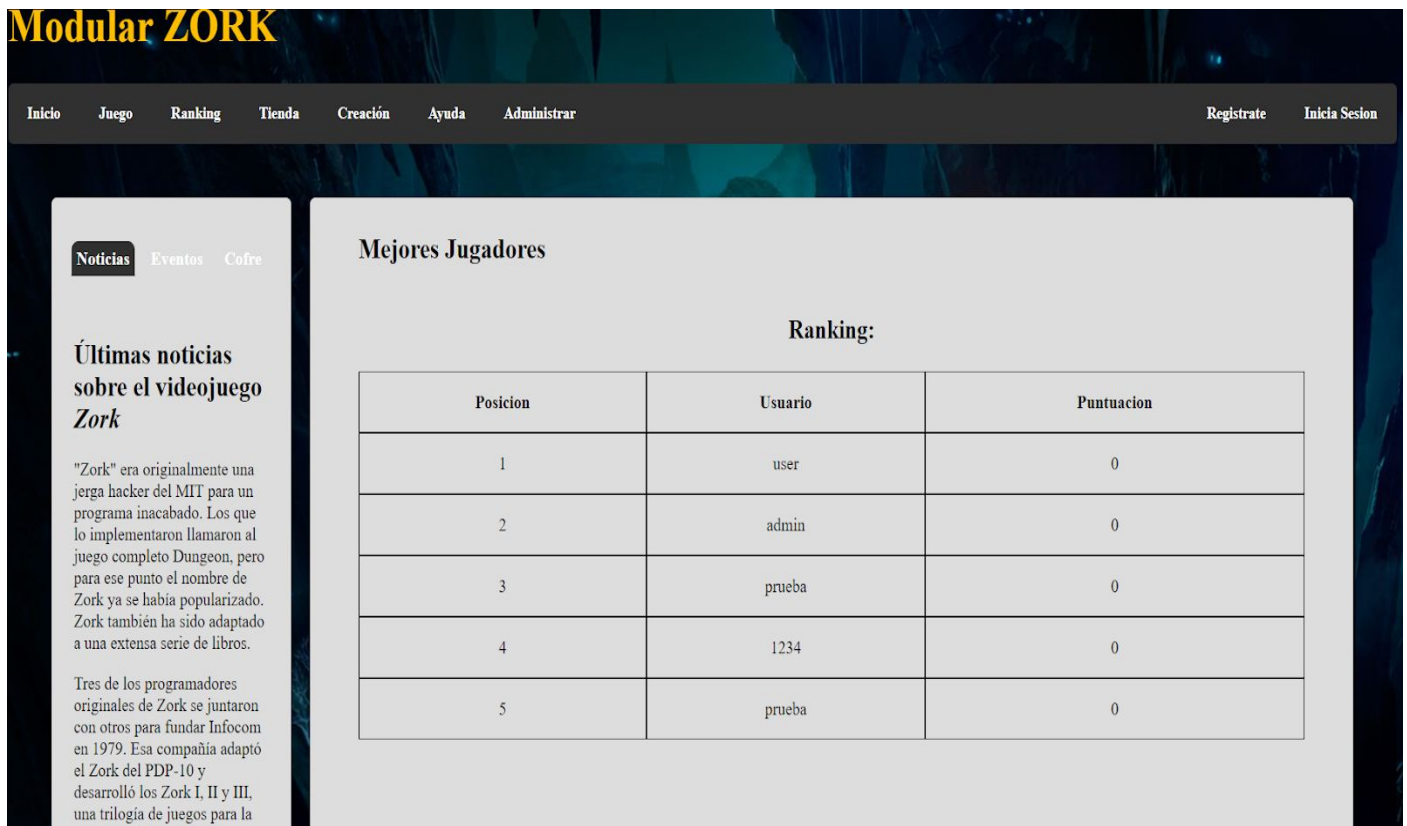 Modular ZORK
Inicio Juego Ranking Tienda Creación Ayuda Administrar Registrate Inicia Sesion
Noticias Eventos Cofre
Últimas noticias
sobre el videojuego
Zork
"Zork" era originalmente una
jerga hacker del MIT para un
programa inacabado. Los que
lo implementaron llamaron al
juego completo Dungeon, pero
para ese punto el nombre de
Zork ya se había popularizado.
Zork también ha sido adaptado
a una extensa serie de libros.
Tres de los programadores
originales de Zork se juntaron
con otros para fundar Infocom
en 1979. Esa compañía adaptó
el Zork del PDP-10 y
desarrolló los Zork I, II y III,
una trilogía de juegos para la
Mejores Jugadores
Ranking:
Posicion Usuario Puntuacion
1 user 0
2 admin 0
3 prueba 0
4 1234 0
5 prueba 0